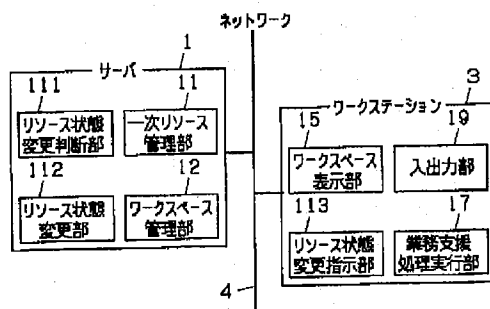 ネットワーク
1
サーバ
111
11
リソース状態
変更判断部
一次リソース
管理部
112
12
リソース状態
変更部
ワークスペース
管理部
3
ワークステーション
15
19
ワークスペース
表示部
入出力部
113
17
リソース状態
変更指示部
業務支援
処理実行部
4